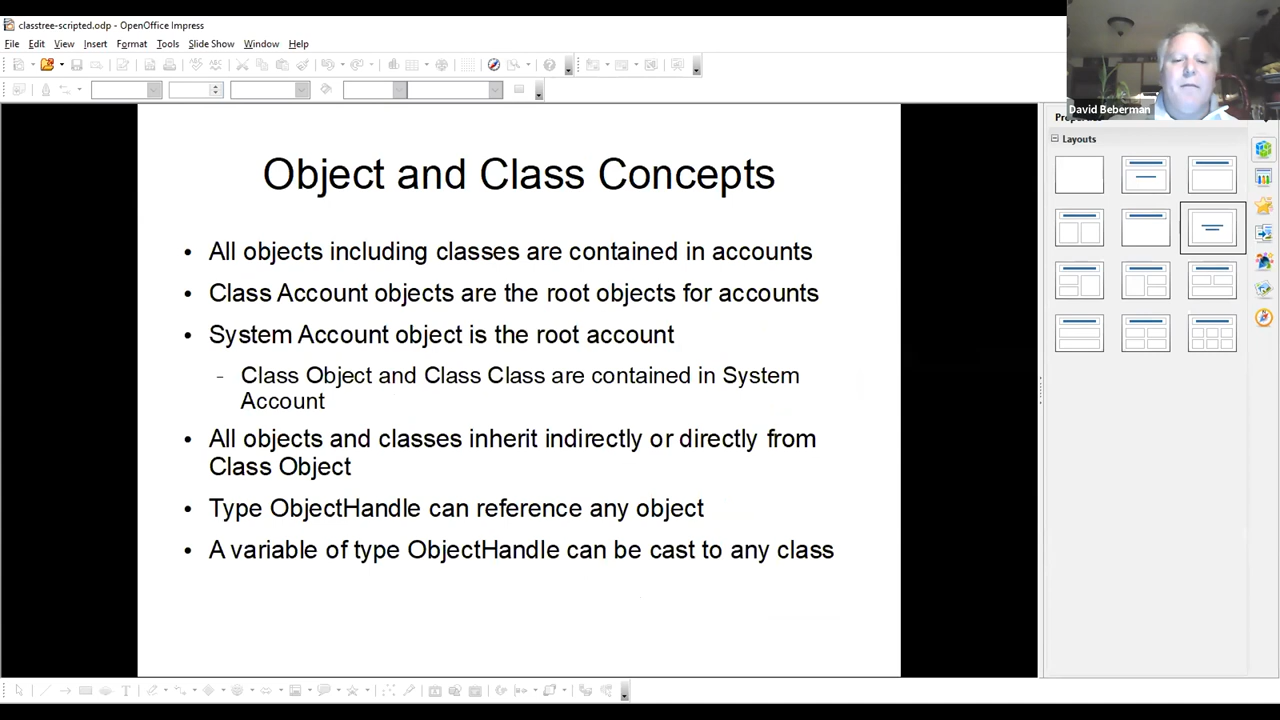 classtree-scripted.odp - OpenOffice Impress
File Edit View Insert Format Tools Slide Show Window Help
David Beberman
Layouts
Object and Class Concepts
• All objects including classes are contained in accounts
• Class Account objects are the root objects for accounts
• System Account object is the root account
- Class Object and Class Class are contained in System
Account
• All objects and classes inherit indirectly or directly from
Class Object
• Type ObjectHandle can reference any object
• A variable of type ObjectHandle can be cast to any class